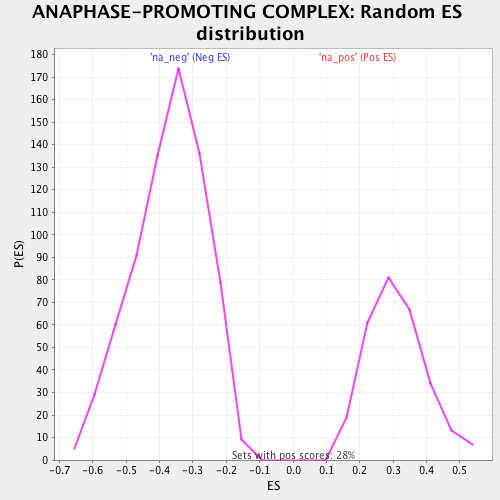 ANAPHASE-PROMOTING COMPLEX: Random ES
distribution
'na_neg' (Neg ES) 'na_pos' (Pos ES)
180
170
160
150
140
130
120
110
100
90
80
70
60
50
40
30
20
10
0
P(ES)
Sets with pos scores: 28%
-0.7 -0.6 -0.5 -0.4 -0.3 -0.2 -0.1 0.0 0.1 0.2 0.3 0.4 0.5
ES